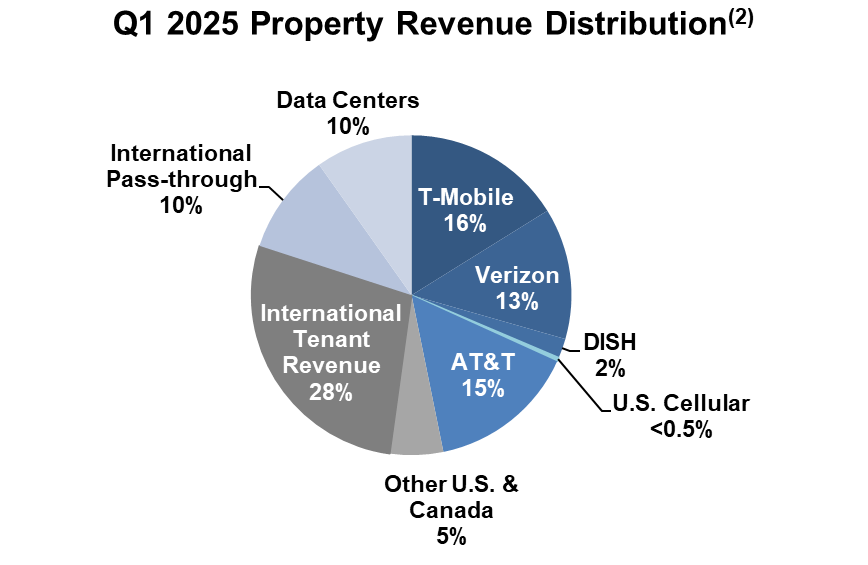 Q1 2025 Property Revenue Distribution(2)
Data Centers
10%
International
Pass-through
10%
T-Mobile
16%
Verizon
13%
DISH
2%
U.S. Cellular
<0.5%
AT&T
15%
International
Tenant
Revenue
28%
Other U.S. &
Canada
5%